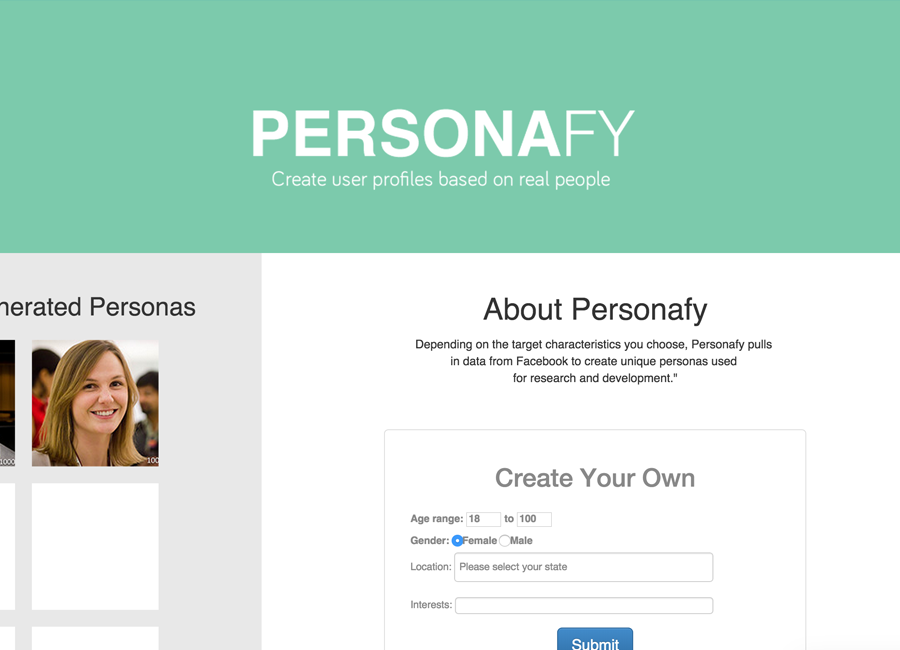 PERSONAFY
Create user profiles based on real people
nerated Personas
1000
100
About Personafy
Depending on the target characteristics you choose, Personafy pulls
in data from Facebook to create unique personas used
for research and development."
Create Your Own
Age range: 18 to 100
Gender: Female Male
Location: Please select your state
Interests:
Submit